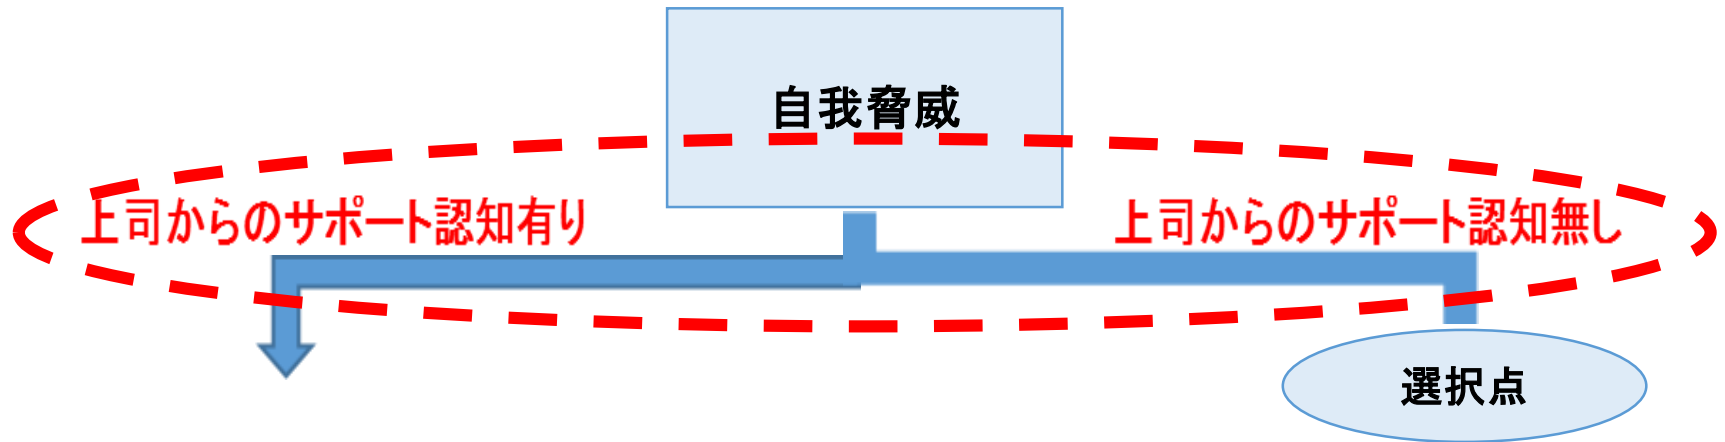 自我脅威
上司からのサポート認知有り
上司からのサポート認知無し
選択点